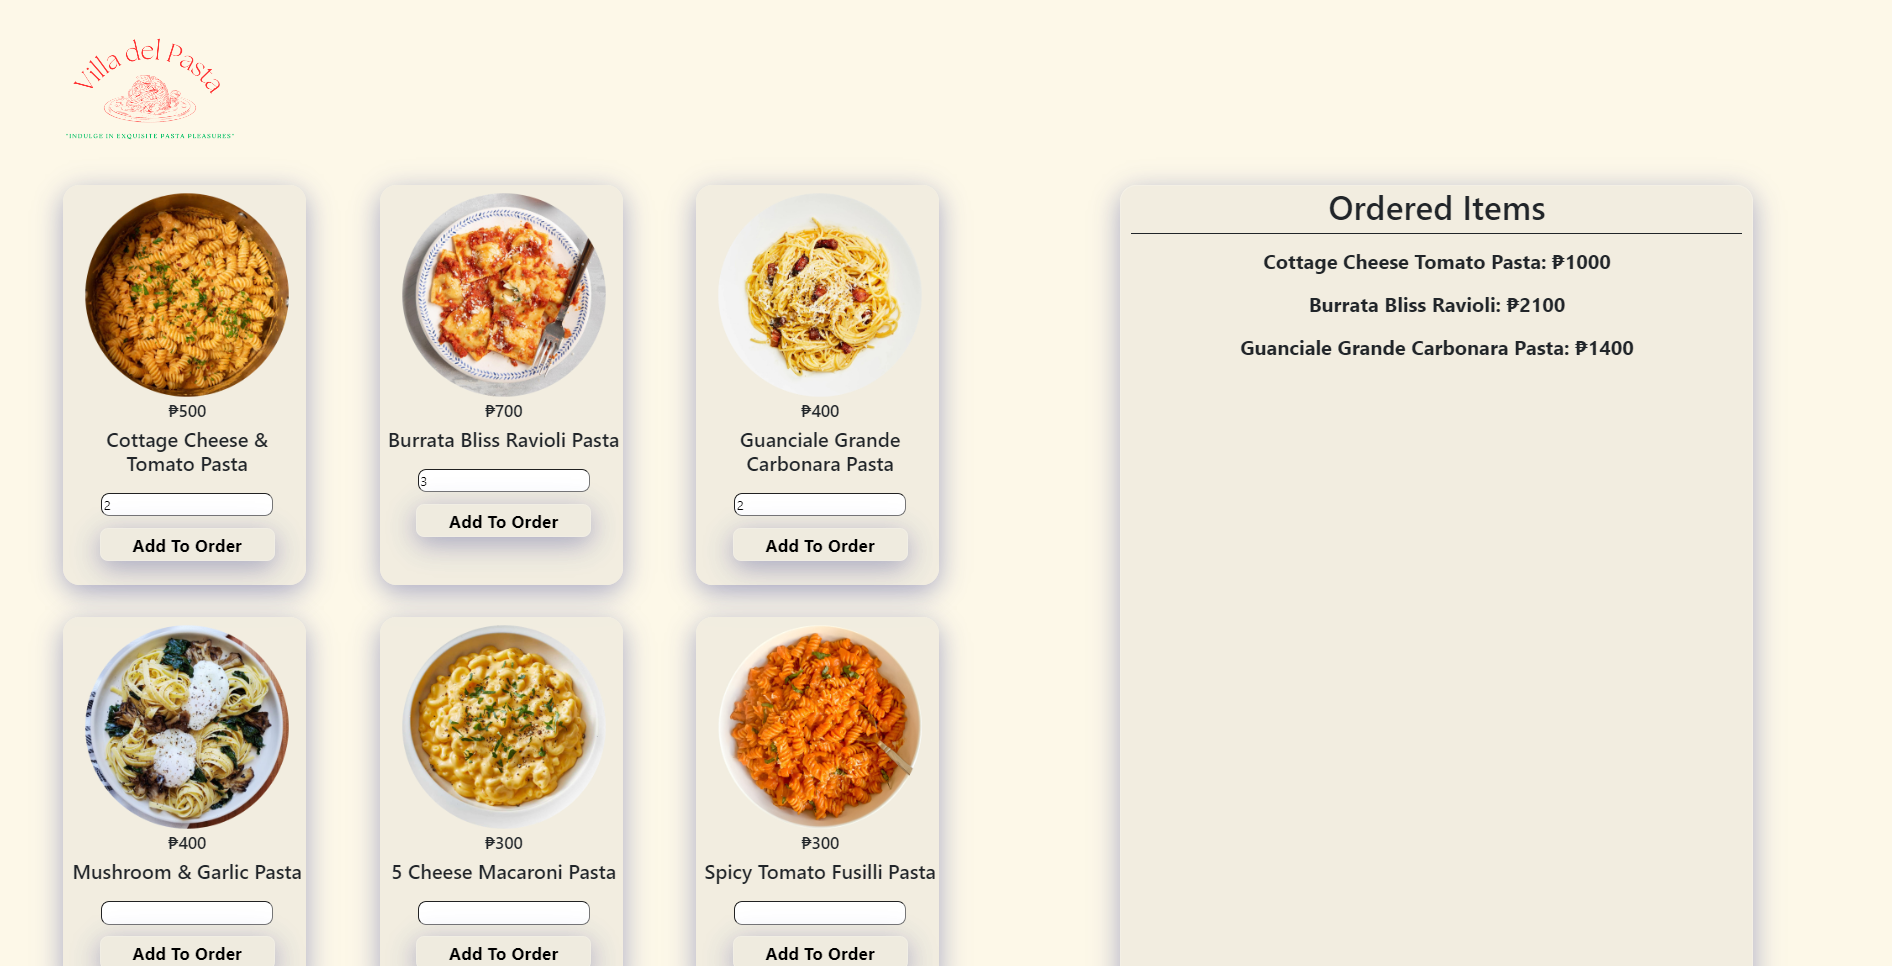 Villa del Pasta
"INDULGE IN EXQUISITE PASTA PLEASURES"
₱500
Cottage Cheese &
Tomato Pasta
2
Add To Order
₱700
Burrata Bliss Ravioli Pasta
3
Add To Order
₱400
Guanciale Grande
Carbonara Pasta
2
Add To Order
₱400
Mushroom & Garlic Pasta
Add To Order
₱300
5 Cheese Macaroni Pasta
Add To Order
₱300
Spicy Tomato Fusilli Pasta
Add To Order
Ordered Items
Cottage Cheese Tomato Pasta: ₱1000
Burrata Bliss Ravioli: ₱2100
Guanciale Grande Carbonara Pasta: ₱1400